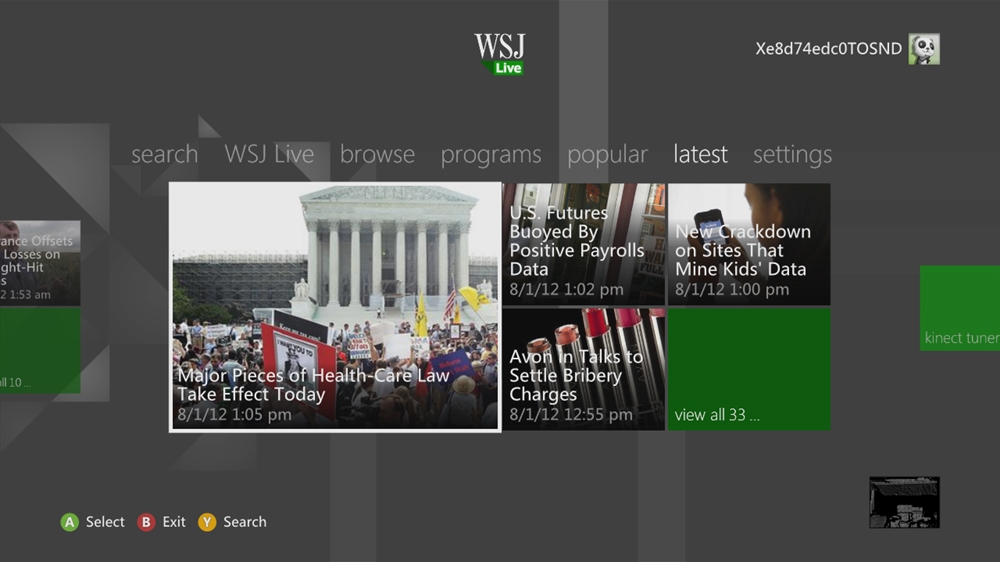 WSJ
Live
Xe8d74edc0TOSND
search WSJ Live browse programs popular latest settings
ance Offsets
Losses on
ght-Hit
s
2 1:53 am
all 10 ...
Major Pieces of Health-Care Law
Take Effect Today
8/1/12 1:05 pm
U.S. Futures
Buoyed By
Positive Payrolls
Data
8/1/12 1:02 pm
New Crackdown
on Sites That
Mine Kids' Data
8/1/12 1:00 pm
Avon in Talks to
Settle Bribery
Charges
8/1/12 12:55 pm
view all 33 ...
kinect tuner
I WANT YOU TO
A Select B Exit Y Search